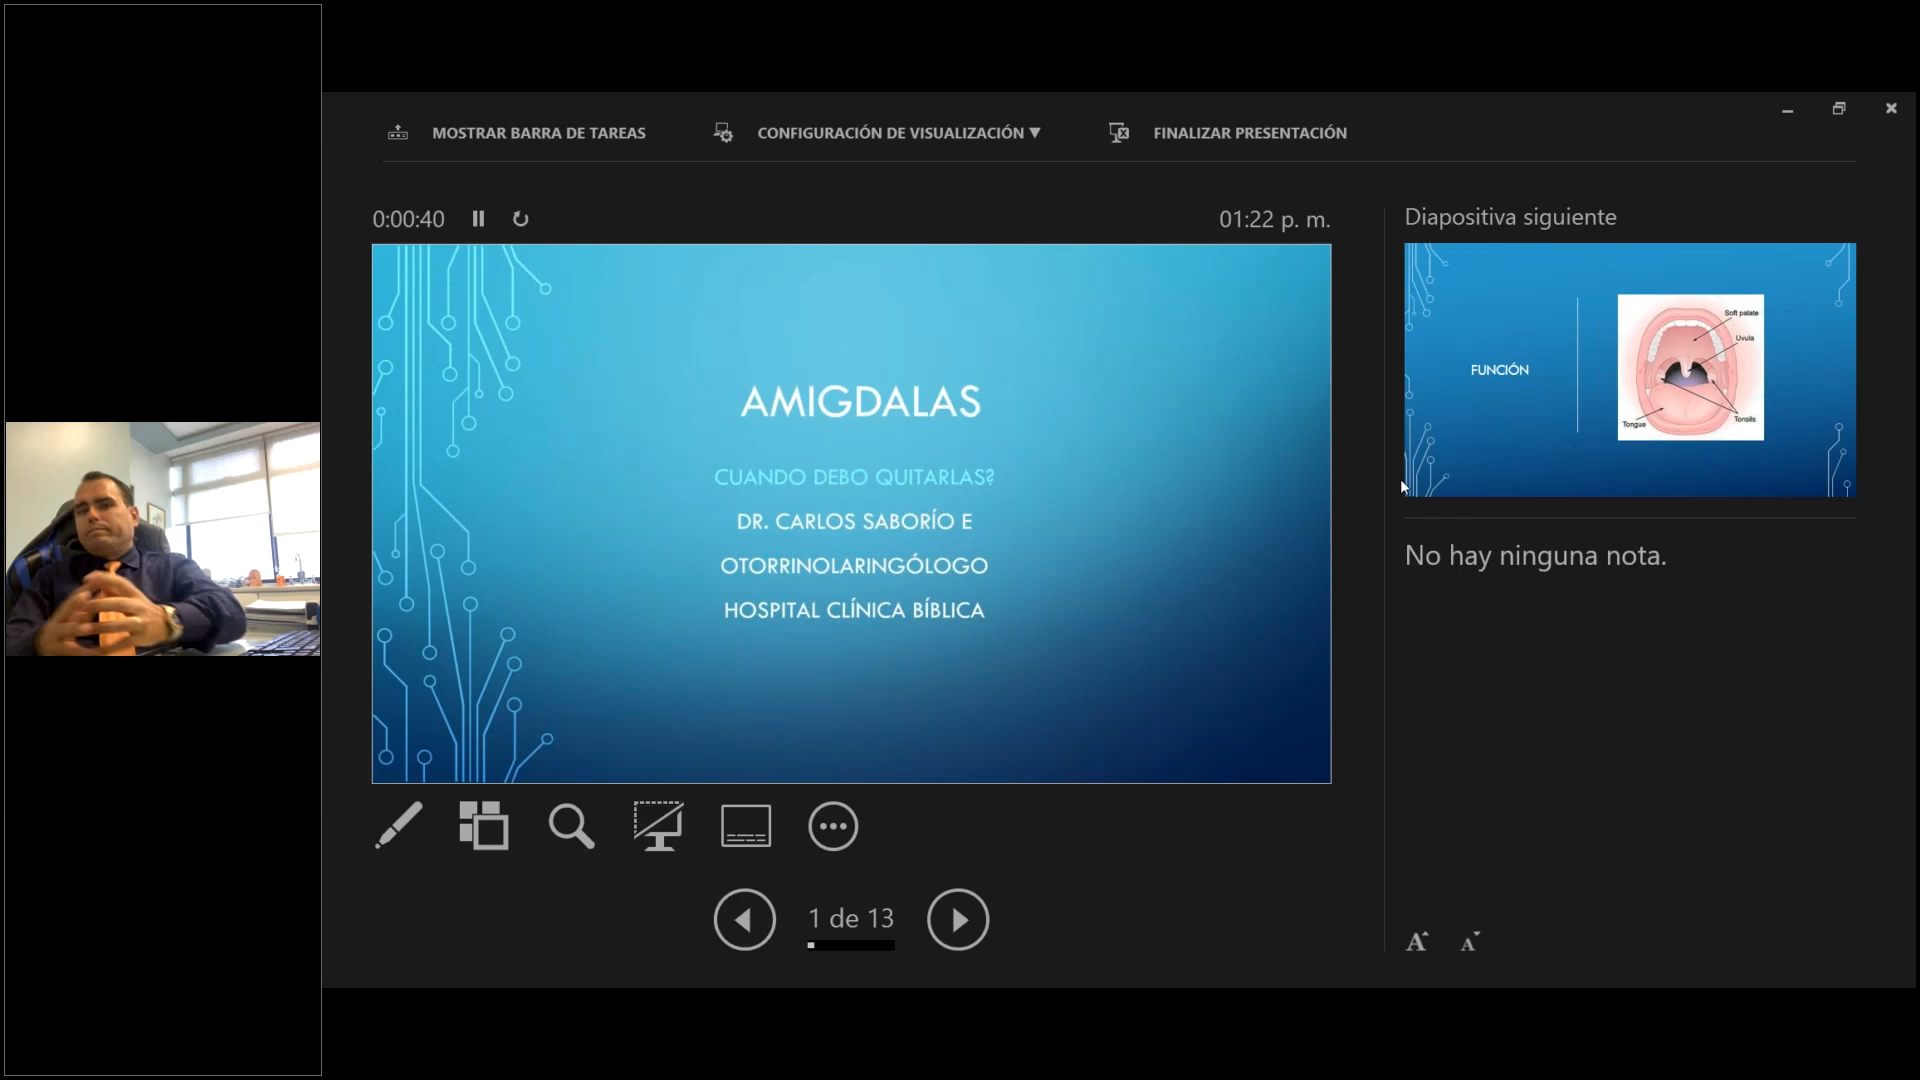 MOSTRAR BARRA DE TAREAS
CONFIGURACIÓN DE VISUALIZACIÓN ▼
FINALIZAR PRESENTACIÓN
0:00:40
01:22 p. m.
AMIGDALAS
CUANDO DEBO QUITARLAS?
DR. CARLOS SABORÍO E
OTORRINOLARINGÓLOGO
HOSPITAL CLÍNICA BÍBLICA
1 de 13
Diapositiva siguiente
FUNCIÓN
Soft palate
Uvula
Tonsils
Tongue
No hay ninguna nota.
A
A